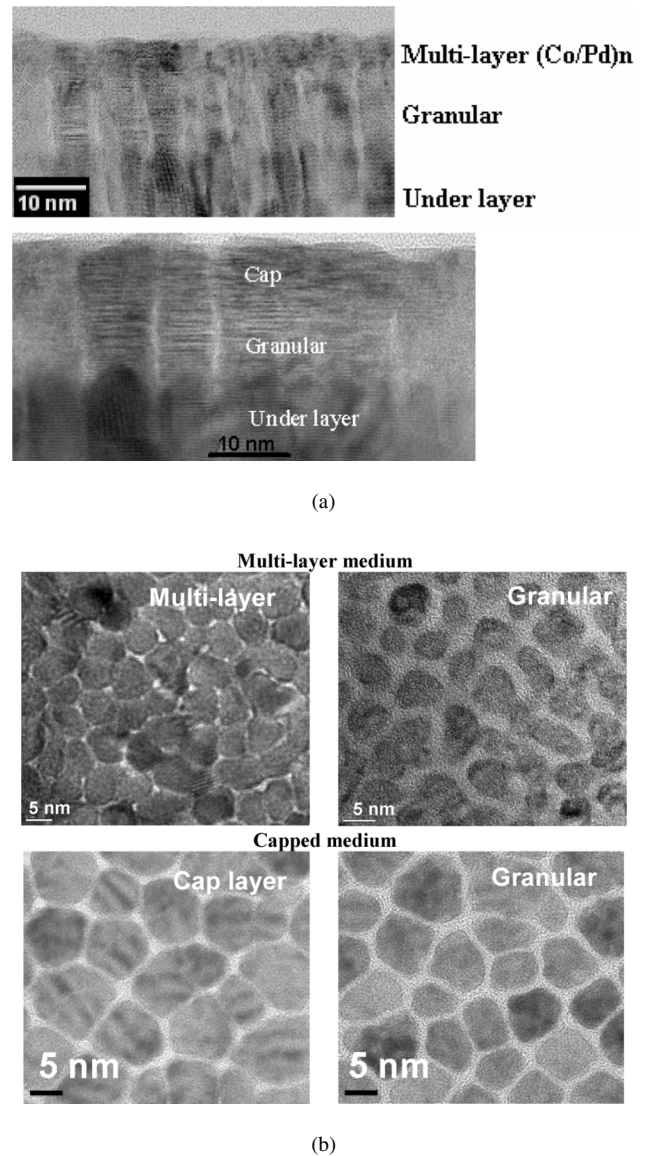 Multi-layer (Co/Pd)n
Granular
Under layer
10 nm
Cap
Granular
Under layer
10 nm
(a)
Multi-layer medium
Multi-layer
Granular
5 nm
5 nm
Capped medium
Cap layer
Granular
5 nm
5 nm
(b)